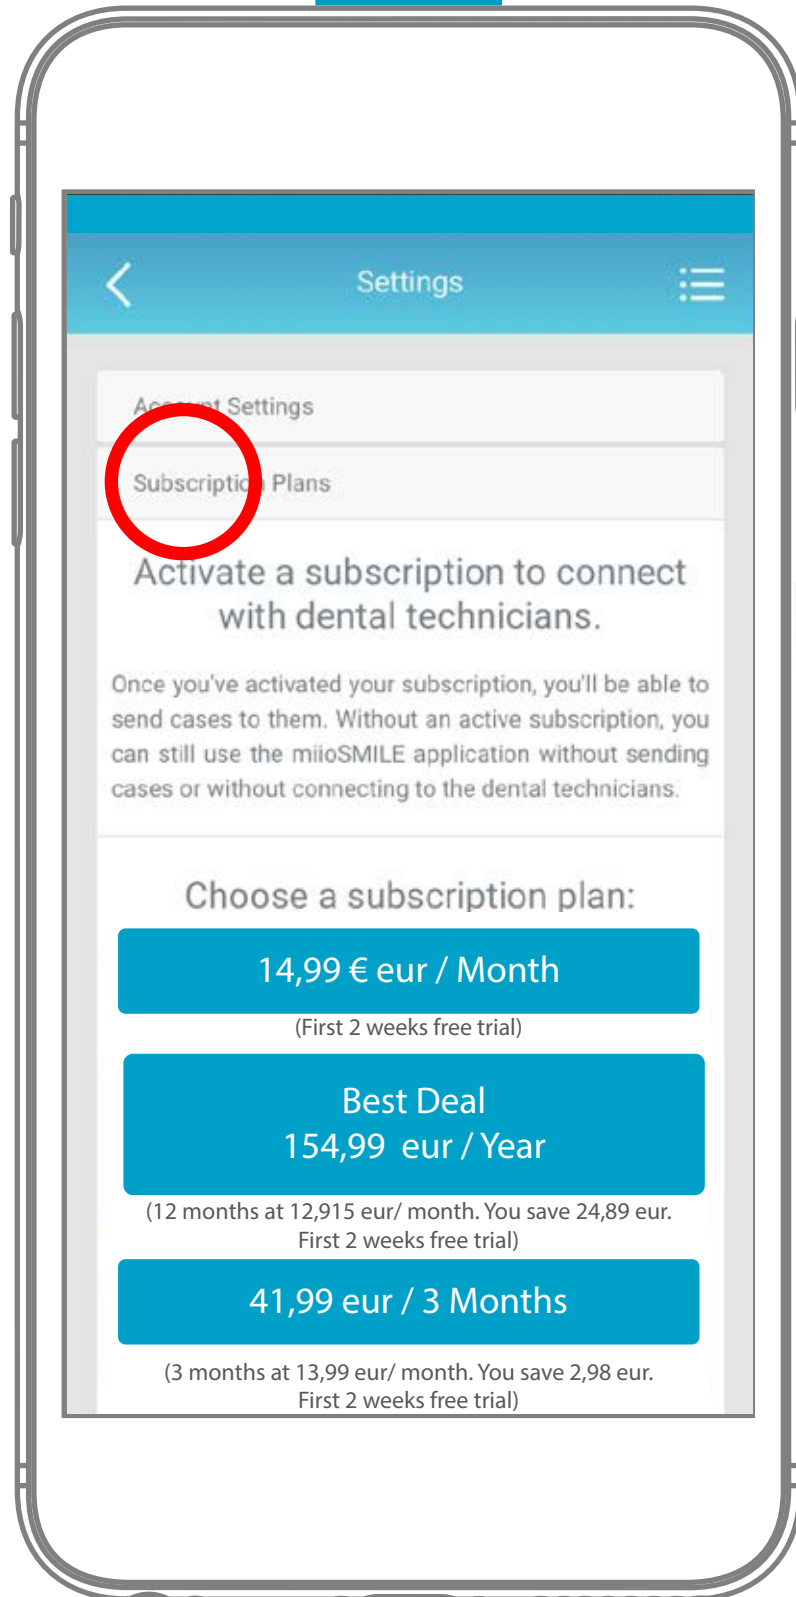 Settings
Account Settings
Subscription Plans
Activate a subscription to connect
with dental technicians.
Once you've activated your subscription, you'll be able to
send cases to them. Without an active subscription, you
can still use the miioSMILE application without sending
cases or without connecting to the dental technicians.
Choose a subscription plan:
14,99 € eur / Month
(First 2 weeks free trial)
Best Deal
154,99 eur / Year
(12 months at 12,915 eur/ month. You save 24,89 eur.
First 2 weeks free trial)
41,99 eur / 3 Months
(3 months at 13,99 eur/ month. You save 2,98 eur.
First 2 weeks free trial)